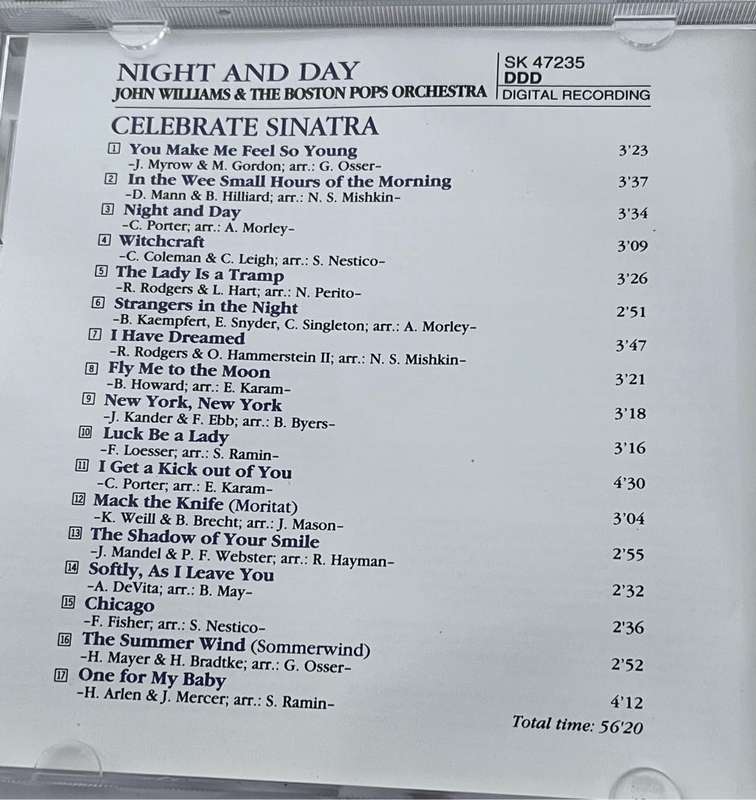 NIGHT AND DAY
JOHN WILLIAMS & THE BOSTON POPS ORCHESTRA
SK 47235
DDD
DIGITAL RECORDING
CELEBRATE SINATRA
1 You Make Me Feel So Young 3'23
-J. Myrow & M. Gordon; arr.: G. Osser-
2 In the Wee Small Hours of the Morning 3'37
-D. Mann & B. Hilliard; arr.: N. S. Mishkin-
3 Night and Day 3'34
-C. Porter; arr.: A. Morley-
4 Witchcraft 3'09
-C. Coleman & C. Leigh; arr.: S. Nestico-
5 The Lady Is a Tramp 3'26
-R. Rodgers & L. Hart; arr.: N. Perito-
6 Strangers in the Night 2'51
-B. Kaempfert, E. Snyder, C. Singleton; arr.: A. Morley-
7 I Have Dreamed 3'47
-R. Rodgers & O. Hammerstein II; arr.: N. S. Mishkin-
8 Fly Me to the Moon 3'21
-B. Howard; arr.: E. Karam-
9 New York, New York 3'18
-J. Kander & F. Ebb; arr.: B. Byers-
10 Luck Be a Lady 3'16
-F. Loesser; arr.: S. Ramin-
11 I Get a Kick out of You 4'30
-C. Porter; arr.: E. Karam-
12 Mack the Knife (Moritat) 3'04
-K. Weill & B. Brecht; arr.: J. Mason-
13 The Shadow of Your Smile 2'55
-J. Mandel & P. F. Webster; arr.: R. Hayman-
14 Softly, As I Leave You 2'32
-A. DeVita; arr.: B. May-
15 Chicago 2'36
-F. Fisher; arr.: S. Nestico-
16 The Summer Wind (Sommerwind) 2'52
-H. Mayer & H. Bradtke; arr.: G. Osser-
17 One for My Baby 4'12
-H. Arlen & J. Mercer; arr.: S. Ramin-
Total time: 56'20